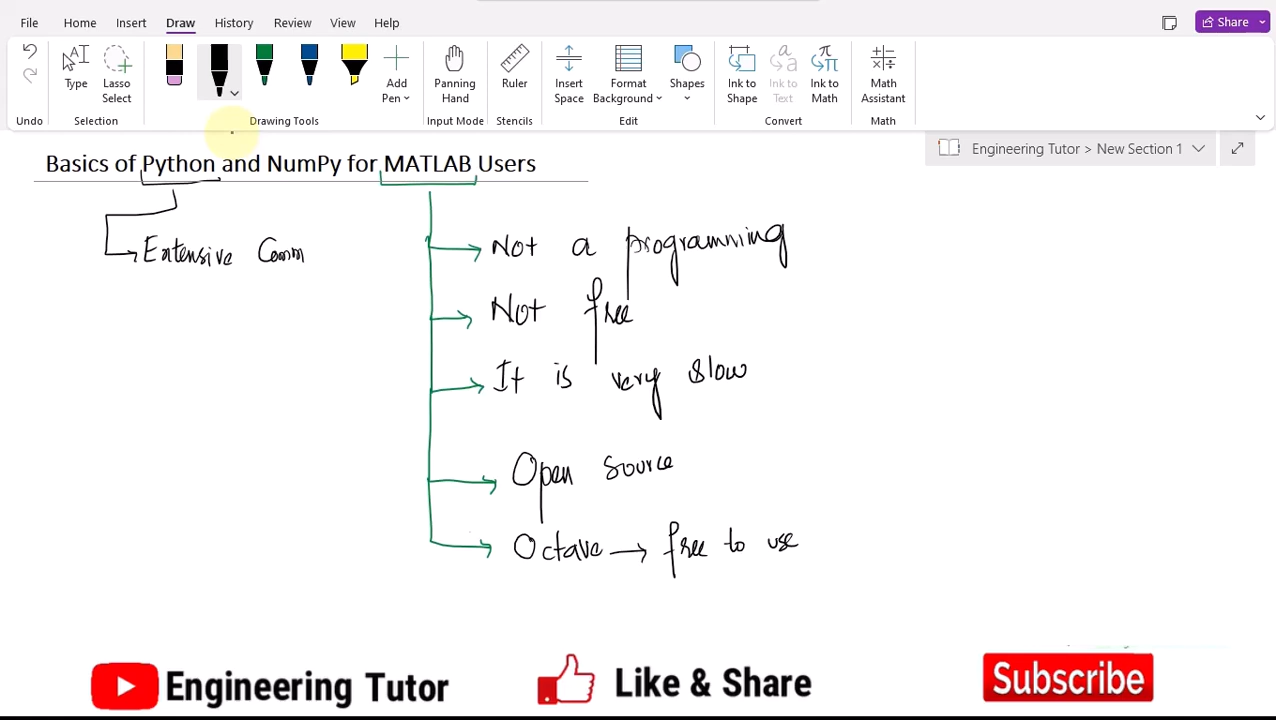 File Home Insert Draw History Review View Help Share
Type Lasso Select Add Pen Panning Hand Ruler Insert Space Format Background Shapes Ink to Shape Ink to Text Ink to Math Math Assistant
Undo Selection Drawing Tools Input Mode Stencils Edit Convert Math
Basics of Python and NumPy for MATLAB Users
Engineering Tutor > New Section 1
Extensive Comm
Not a programming
Not free
It is very slow
Open source
Octave → free to use
Engineering Tutor Like & Share Subscribe